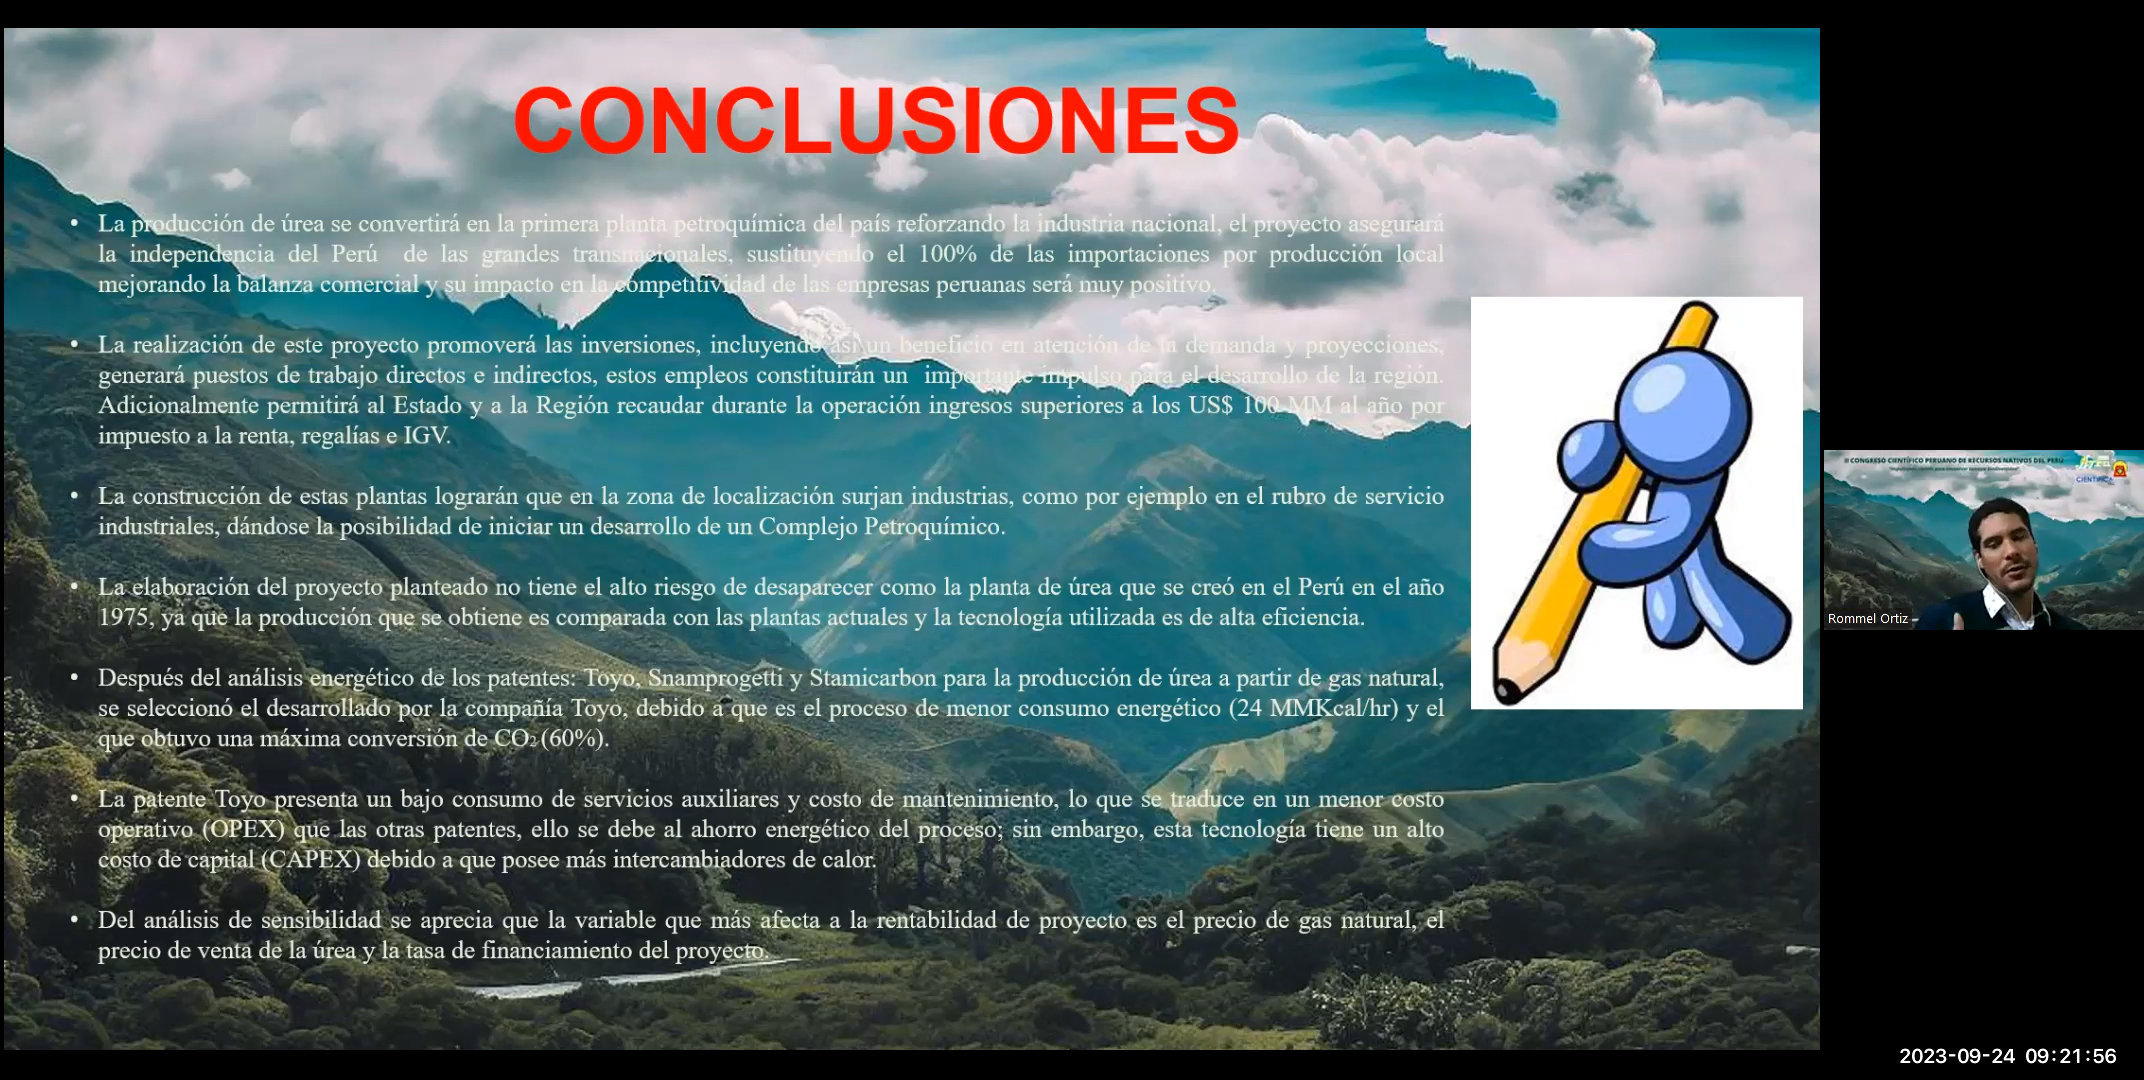 CONCLUSIONES
• La producción de úrea se convertirá en la primera planta petroquímica del país reforzando la industria nacional, el proyecto asegurará
la independencia del Perú de las grandes transnacionales, sustituyendo el 100% de las importaciones por producción local
mejorando la balanza comercial y su impacto en la competitividad de las empresas peruanas será muy positivo.
• La realización de este proyecto promoverá las inversiones, incluyendo así un beneficio en atención de la demanda y proyecciones,
generará puestos de trabajo directos e indirectos, estos empleos constituirán un importante impulso para el desarrollo de la región.
Adicionalmente permitirá al Estado y a la Región recaudar durante la operación ingresos superiores a los US$ 100 MM al año por
impuesto a la renta, regalías e IGV.
• La construcción de estas plantas lograrán que en la zona de localización surjan industrias, como por ejemplo en el rubro de servicio
industriales, dándose la posibilidad de iniciar un desarrollo de un Complejo Petroquímico.
• La elaboración del proyecto planteado no tiene el alto riesgo de desaparecer como la planta de úrea que se creó en el Perú en el año
1975, ya que la producción que se obtiene es comparada con las plantas actuales y la tecnología utilizada es de alta eficiencia.
• Después del análisis energético de los patentes: Toyo, Snamprogetti y Stamicarbon para la producción de úrea a partir de gas natural,
se seleccionó el desarrollado por la compañía Toyo, debido a que es el proceso de menor consumo energético (24 MMKcal/hr) y el
que obtuvo una máxima conversión de CO₂ (60%).
• La patente Toyo presenta un bajo consumo de servicios auxiliares y costo de mantenimiento, lo que se traduce en un menor costo
operativo (OPEX) que las otras patentes, ello se debe al ahorro energético del proceso; sin embargo, esta tecnología tiene un alto
costo de capital (CAPEX) debido a que posee más intercambiadores de calor.
• Del análisis de sensibilidad se aprecia que la variable que más afecta a la rentabilidad de proyecto es el precio de gas natural, el
precio de venta de la úrea y la tasa de financiamiento del proyecto.
II CONGRESO CIENTÍFICO PERUANO DE RECURSOS NATIVOS DEL PERÚ
CIENTÍFICA
Rommel Ortiz
2023-09-24 09:21:56